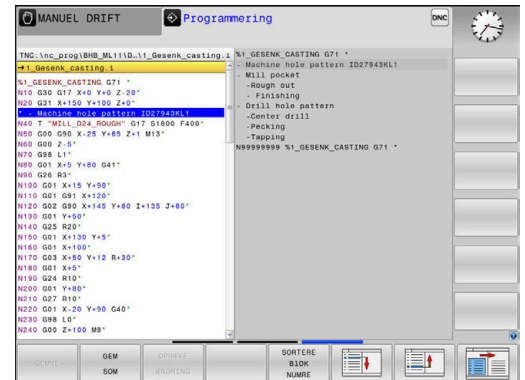 MANUEL DRIFT
Programmering
DNC
TNC:\nc_prog\BHB_ML11\D…\1_Gesenk_casting.i
→1_Gesenk_casting.i
%1_GESENK_CASTING G71 *
N10 G30 G17 X+0 Y+0 Z-20*
N20 G31 X+150 Y+100 Z+0*
* - Machine hole pattern ID27943KL1
N40 T "MILL_D24_ROUGH" G17 S1800 F400*
N50 G00 G90 X-25 Y+65 Z+1 M13*
N60 G00 Z-5*
N70 G98 L1*
N80 G01 X+5 Y+80 G41*
N90 G26 R3*
N100 G01 X+15 Y+90*
N110 G01 G91 X+120*
N120 G02 G90 X+145 Y+80 I+135 J+80*
N130 G01 Y+50*
N140 G25 R20*
N150 G01 X+130 Y+5*
N160 G01 X+100*
N170 G03 X+50 Y+12 R+30*
N180 G01 X+5*
N190 G24 R10*
N200 G01 Y+80*
N210 G27 R10*
N220 G01 X-20 Y+90 G40*
N230 G98 L0*
N240 G00 Z+100 M9*
%1_GESENK_CASTING G71 *
- Machine hole pattern ID27943KL1
- Mill pocket
-Rough out
- Finishing
- Drill hole pattern
-Center drill
-Pecking
-Tapping
N99999999 %1_GESENK_CASTING G71 *
GEM
SOM
OPHÆVE
ÆNDRING
SORTERE
BLOK
NUMRE